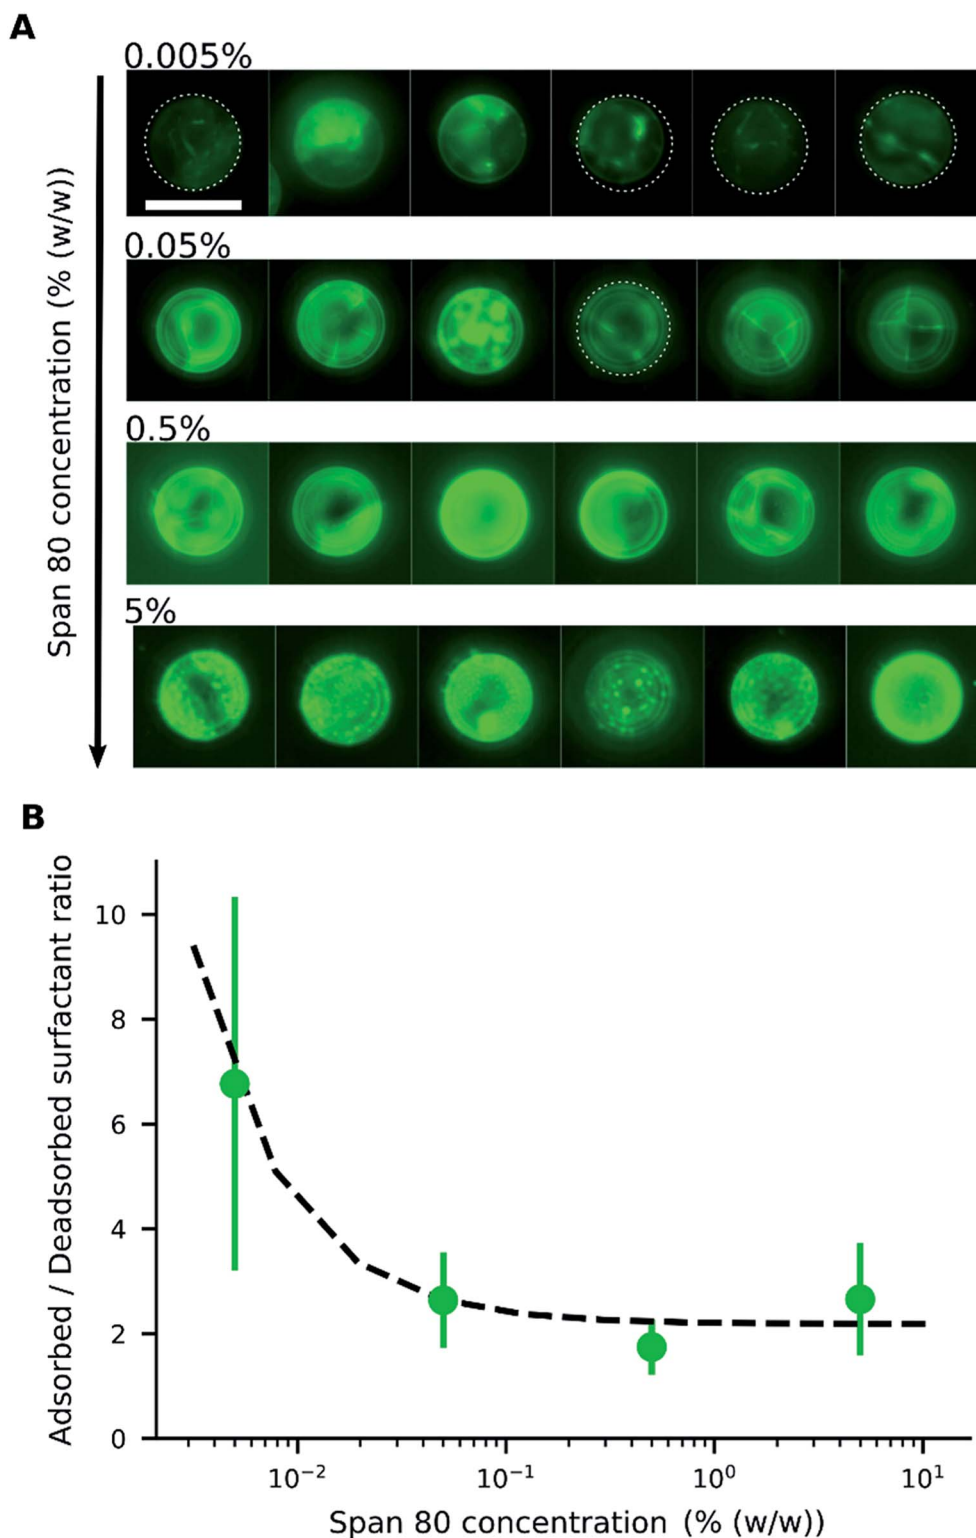 A
0.005%
0.05%
0.5%
5%
Span 80 concentration (% (w/w))
B
Adsorbed / Deadsorbed surfactant ratio
10
8
6
4
2
0
10⁻² 10⁻¹ 10⁰ 10¹
Span 80 concentration (% (w/w))